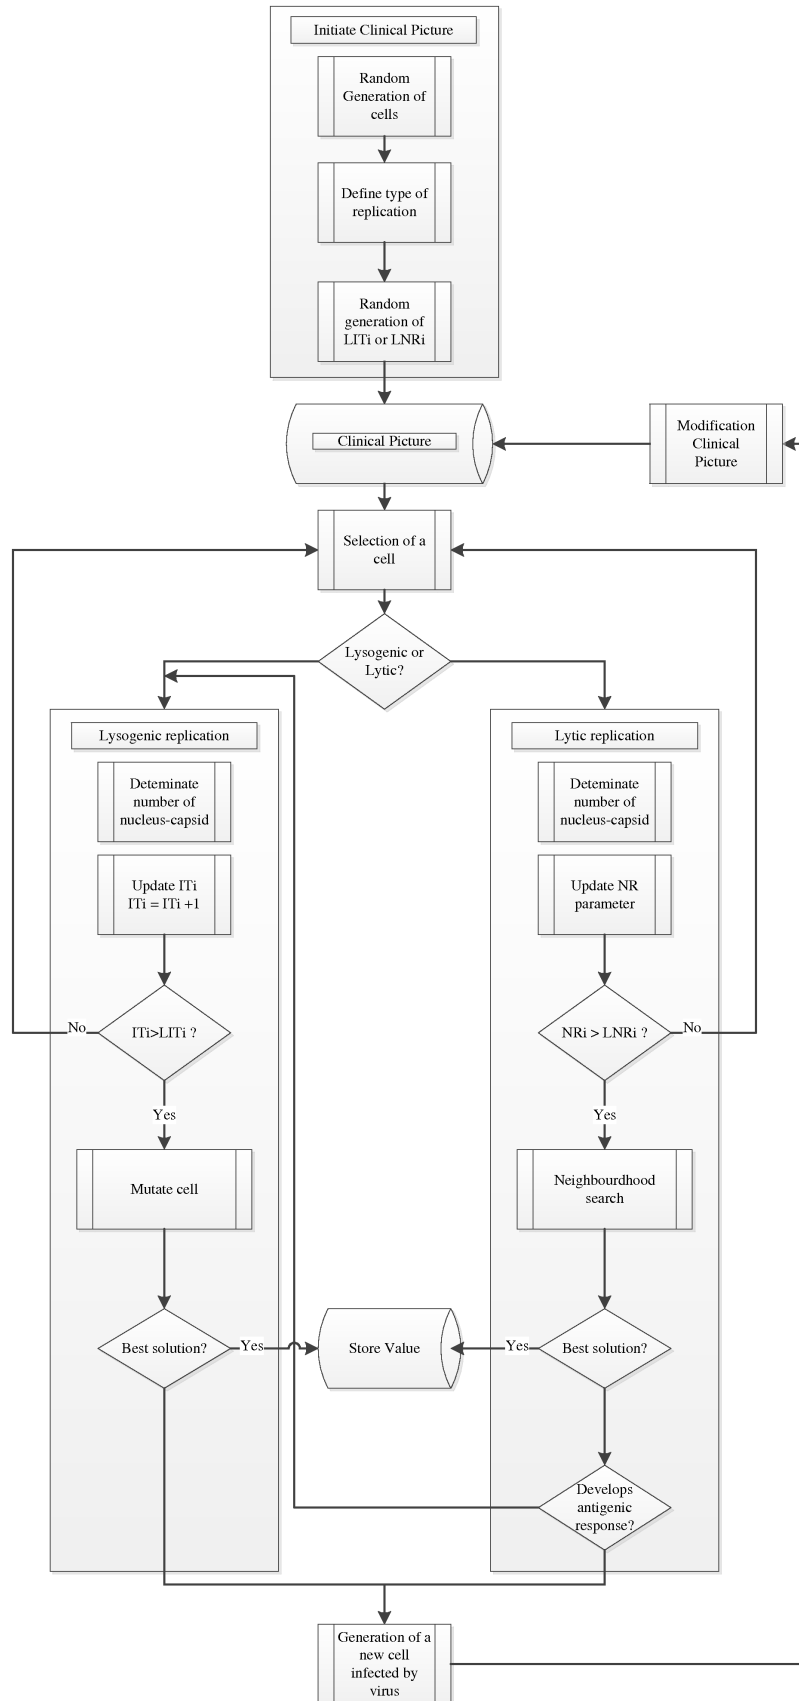 Initiate Clinical Picture
Random
Generation of
cells
Define type of
replication
Random
generation of
LITi or LNRi
Clinical Picture
Modification
Clinical
Picture
Selection of a
cell
Lysogenic or
Lytic?
Lysogenic replication
Deteminate
number of
nucleus-capsid
Update ITi
ITi = ITi +1
ITi>LITi ?
No
Yes
Mutate cell
Best solution?
Yes
Store Value
Lytic replication
Deteminate
number of
nucleus-capsid
Update NR
parameter
NRi > LNRi ?
No
Yes
Neighbourdhood
search
Best solution?
Yes
Develops
antigenic
response?
Generation of a
new cell
infected by
virus